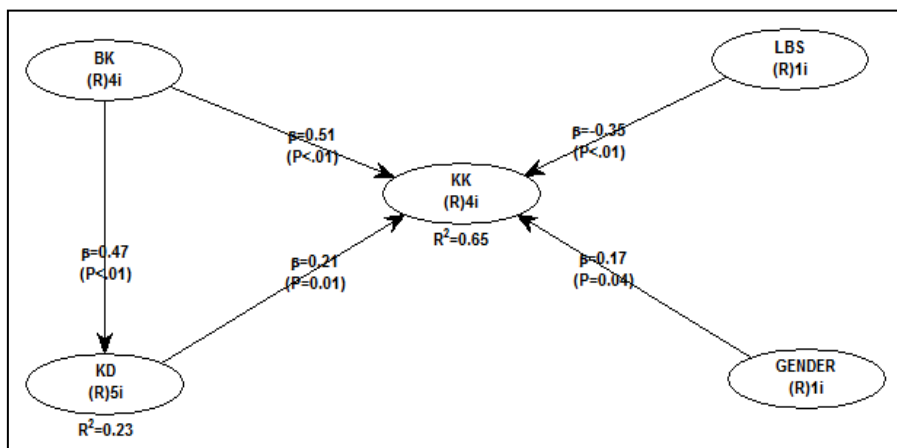 BK
(R)4i
LBS
(R)1i
β=0.51
(P<.01)
β=-0.35
(P<.01)
KK
(R)4i
R²=0.65
β=0.47
(P<.01)
β=0.21
(P=0.01)
β=0.17
(P=0.04)
KD
(R)5i
R²=0.23
GENDER
(R)1i